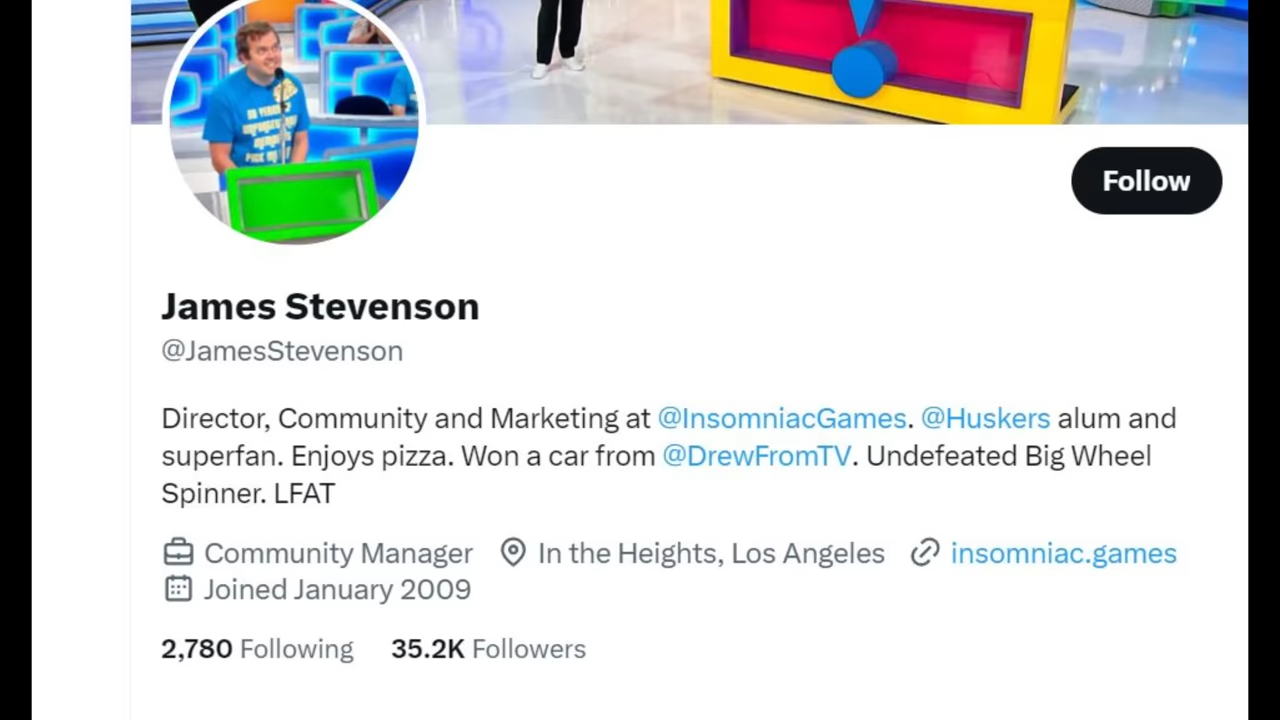 James Stevenson
@JamesStevenson
Director, Community and Marketing at @InsomniacGames. @Huskers alum and
superfan. Enjoys pizza. Won a car from @DrewFromTV. Undefeated Big Wheel
Spinner. LFAT
Community Manager In the Heights, Los Angeles insomniac.games
Joined January 2009
2,780 Following 35.2K Followers
Follow